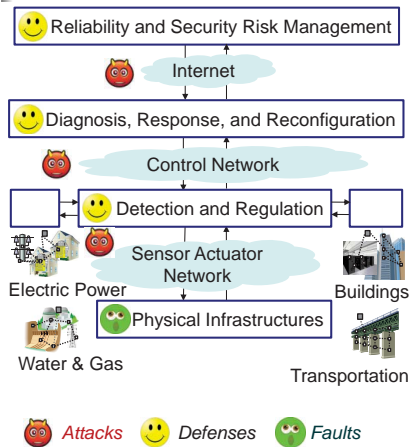 Reliability and Security Risk Management
Internet
Diagnosis, Response, and Reconfiguration
Control Network
Detection and Regulation
Sensor Actuator
Network
Electric Power
Buildings
Physical Infrastructures
Water & Gas
Transportation
Attacks
Defenses
Faults